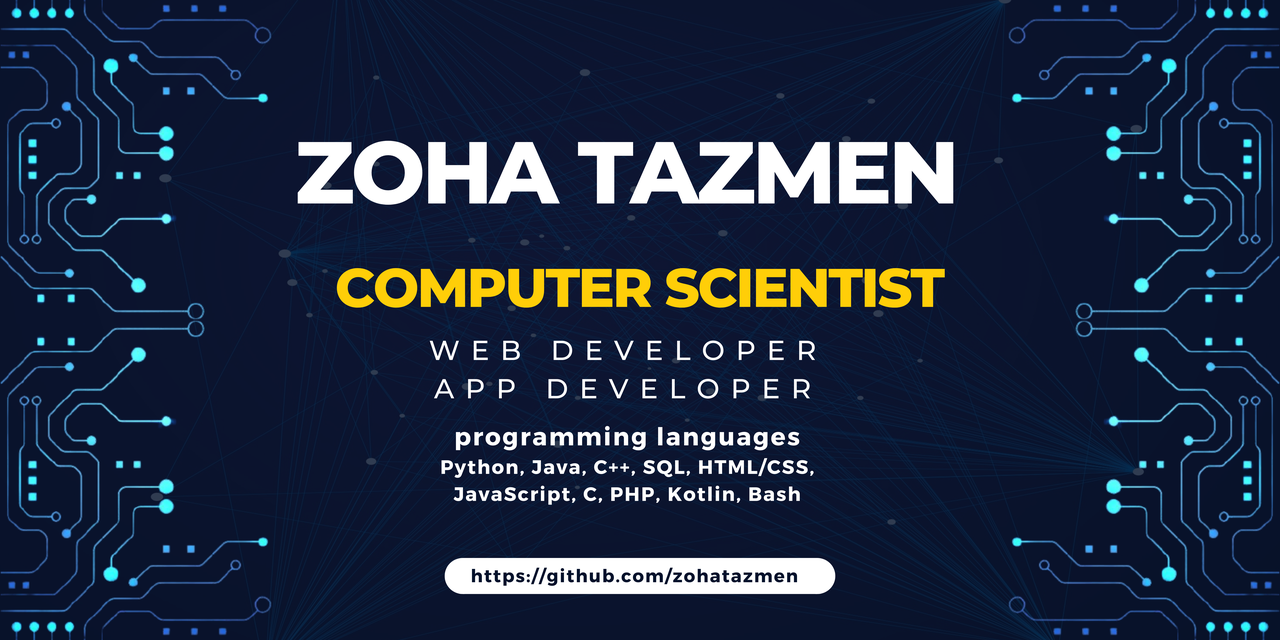 ZOHA TAZMEN
COMPUTER SCIENTIST
WEB DEVELOPER
APP DEVELOPER
programming languages
Python, Java, C++, SQL, HTML/CSS,
JavaScript, C, PHP, Kotlin, Bash
https://github.com/zohatazmen